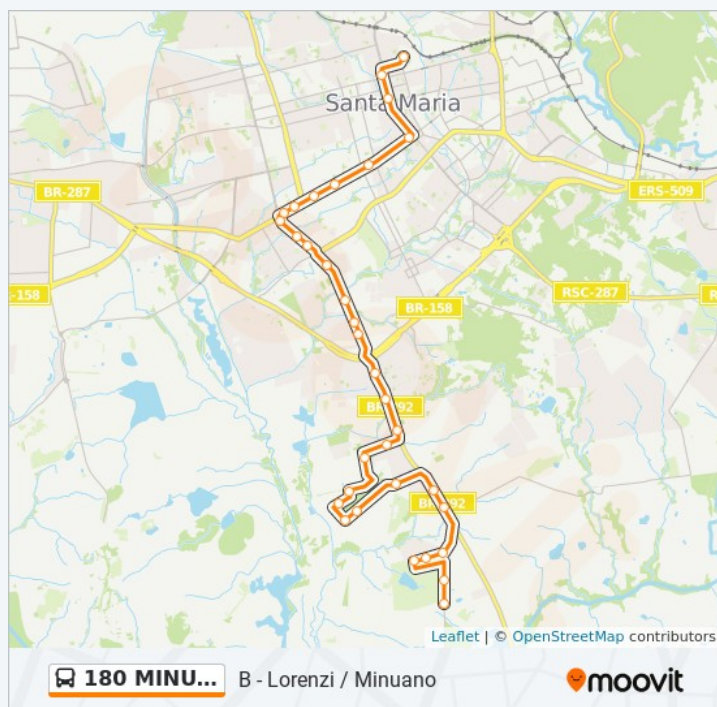 Santa Maria
BR-287
ERS-509
-158
RSC-287
BR-158
BR-392
BR-392
Leaflet | © OpenStreetMap contributors
180 MINU...
B - Lorenzi / Minuano
moovit